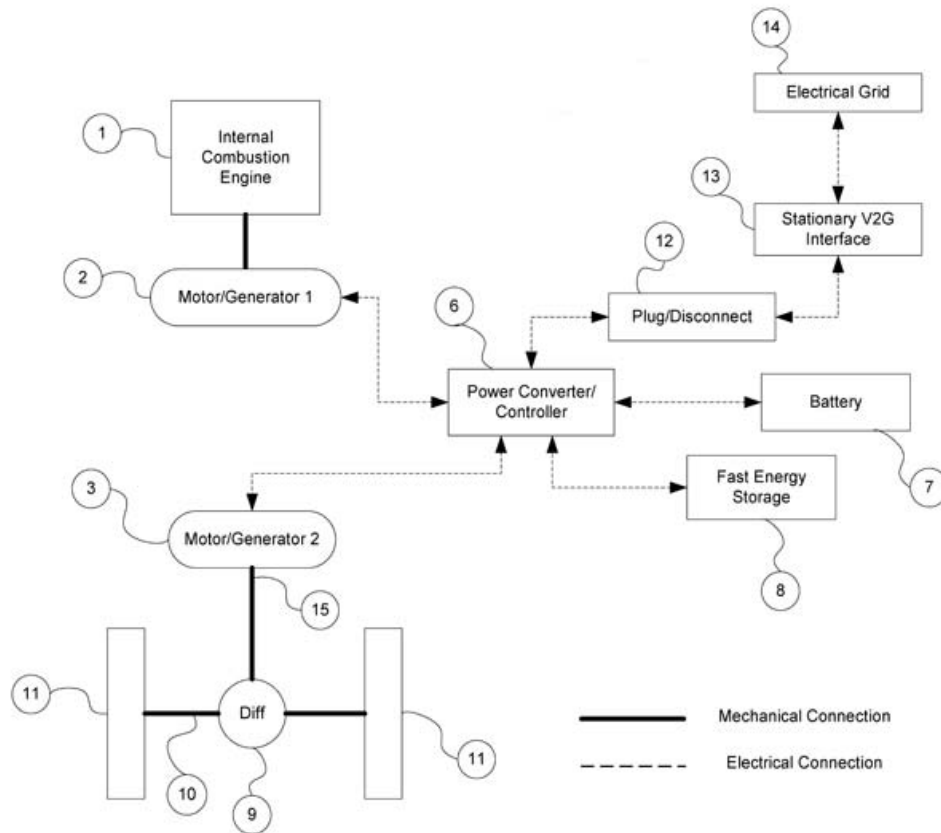 14
Electrical Grid
1
Internal
Combustion
Engine
13
Stationary V2G
Interface
12
2
Motor/Generator 1
6
Plug/Disconnect
Power Converter/
Controller
Battery
3
Fast Energy
Storage
7
Motor/Generator 2
8
15
11
Diff
11
10
9
Mechanical Connection
Electrical Connection